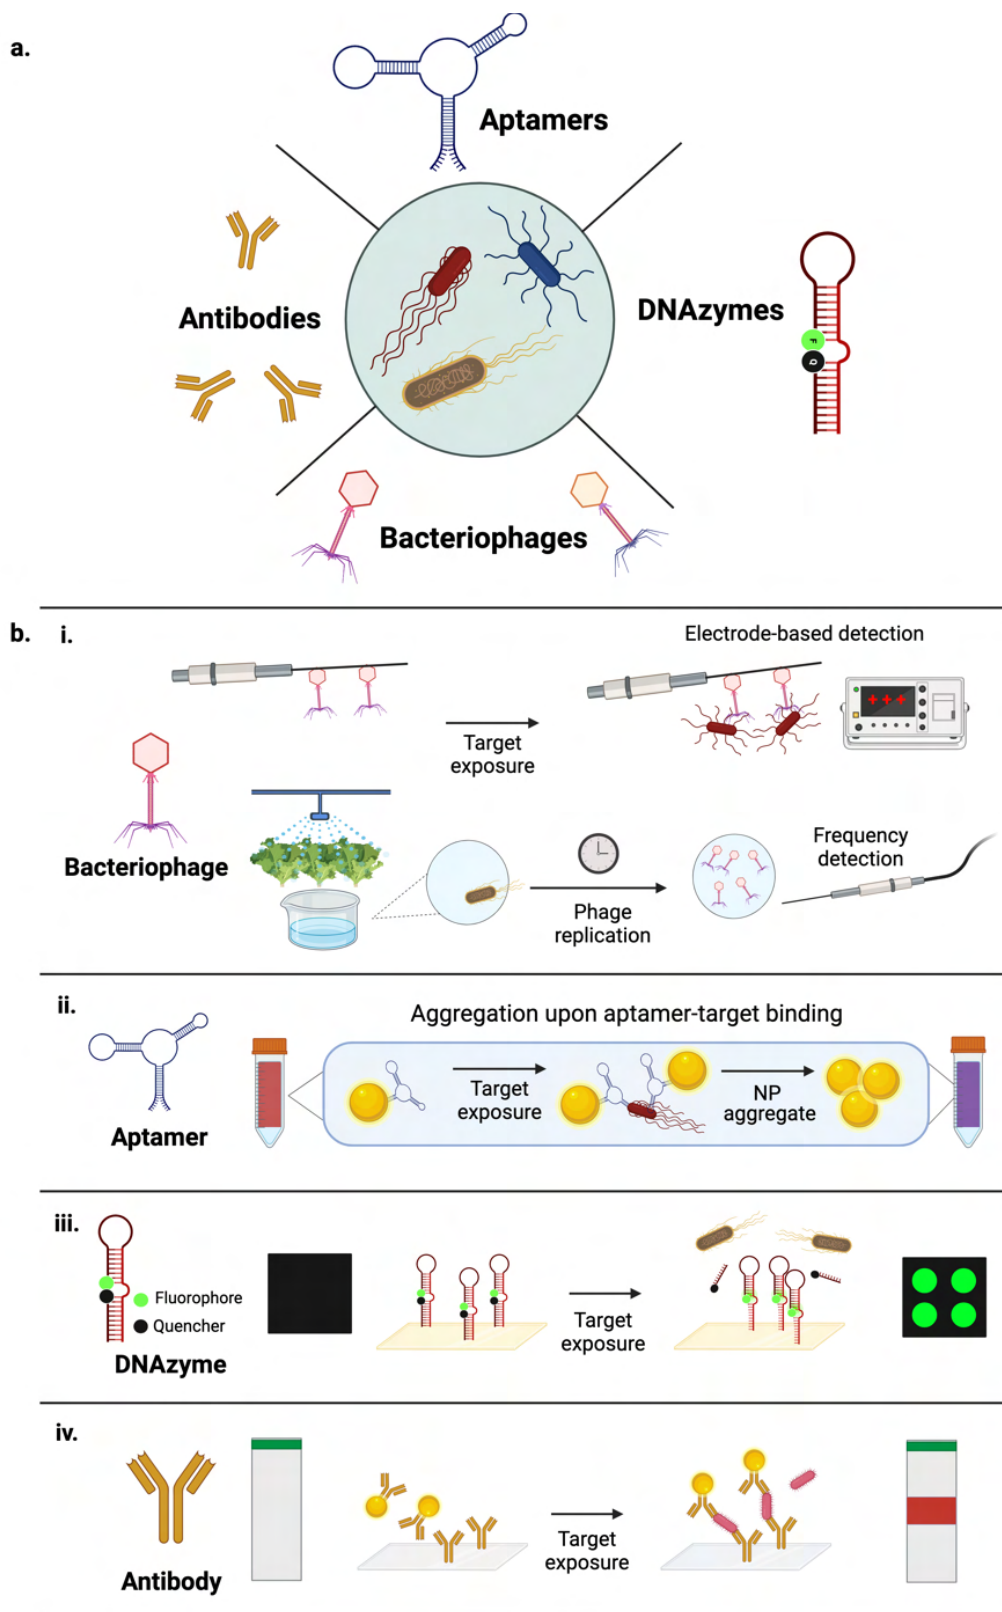 a.
Aptamers
Antibodies
DNAzymes
F
Q
Bacteriophages
b.
i.
Electrode-based detection
Target
exposure
+++
Bacteriophage
Phage
replication
Frequency
detection
ii.
Aggregation upon aptamer-target binding
Target
exposure
NP
aggregate
Aptamer
iii.
Fluorophore
Quencher
Target
exposure
DNAzyme
iv.
Target
exposure
Antibody